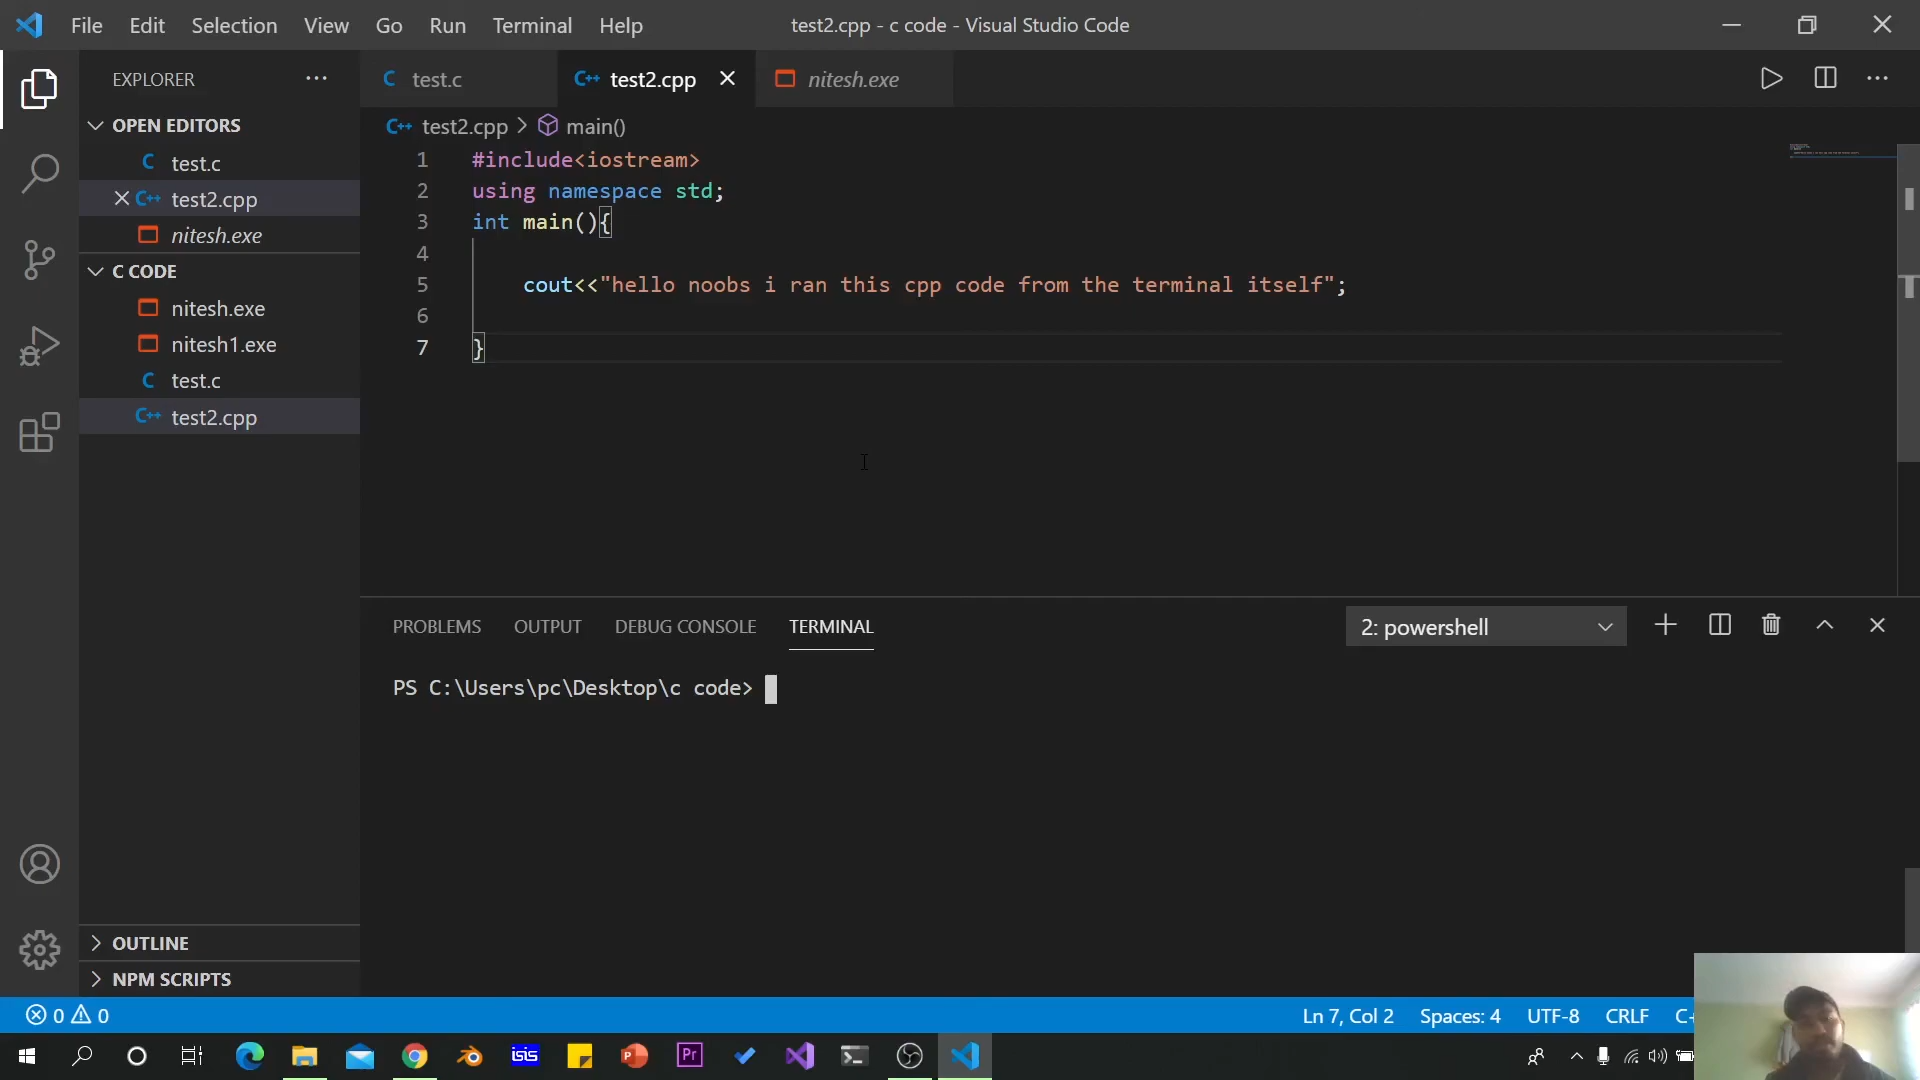 File Edit Selection View Go Run Terminal Help
test2.cpp - c code - Visual Studio Code
EXPLORER
OPEN EDITORS
C test.c
C++ test2.cpp
nitesh.exe
C CODE
nitesh.exe
nitesh1.exe
C test.c
C++ test2.cpp
OUTLINE
NPM SCRIPTS
C test.c
C++ test2.cpp
nitesh.exe
C++ test2.cpp > main()
1 #include<iostream>
2 using namespace std;
3 int main(){
4
5 cout<<"hello noobs i ran this cpp code from the terminal itself";
6
7 }
PROBLEMS OUTPUT DEBUG CONSOLE TERMINAL
2: powershell
PS C:\Users\pc\Desktop\c code>
0 0
Ln 7, Col 2 Spaces: 4 UTF-8 CRLF
isis
Pr